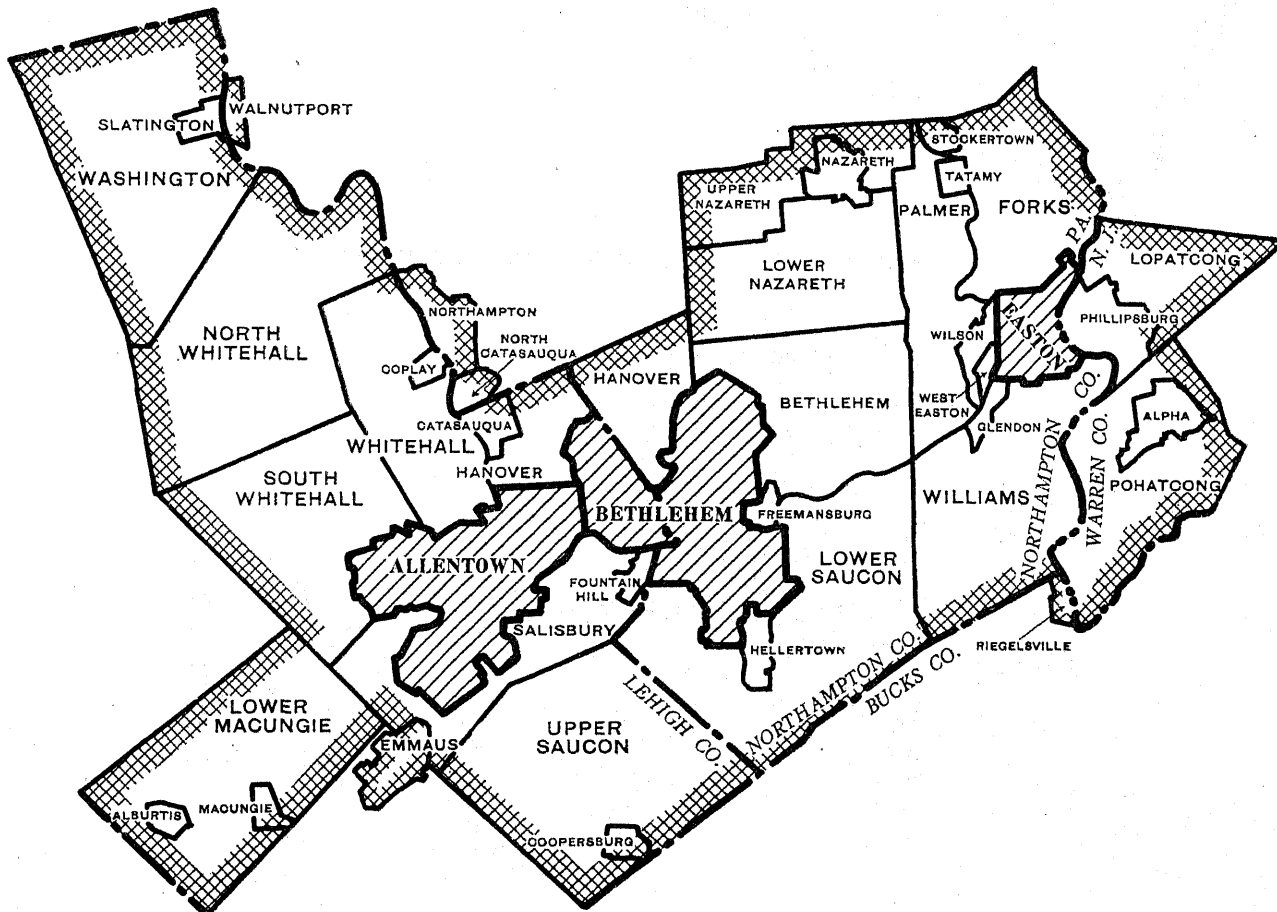 WALNUTPORT
SLATINGTON
WASHINGTON
STOCKERTOWN
NAZARETH
TATAMY
UPPER
NAZARETH
PALMER
FORKS
PA.
N. J.
LOPATCONG
LOWER
NAZARETH
NORTHAMPTON
PHILLIPSBURG
NORTH
WHITEHALL
NORTH
CATASAUQUA
WILSON
EASTON
COPLAY
HANOVER
BETHLEHEM
WEST
EASTON
GLENDON
ALPHA
CATASAUQUA
WHITEHALL
HANOVER
SOUTH
WHITEHALL
WILLIAMS
NORTHAMPTON CO.
WARREN CO.
POHATCONG
BETHLEHEM
FREEMANSBURG
ALLENTOWN
LOWER
SAUCON
FOUNTAIN
HILL
SALISBURY
HELLERTOWN
RIEGELSVILLE
LEHIGH CO.
NORTHAMPTON CO.
BUCKS CO.
LOWER
MACUNGIE
EMMAUS
UPPER
SAUCON
ALBURTIS
MACUNGIE
COOPERSBURG